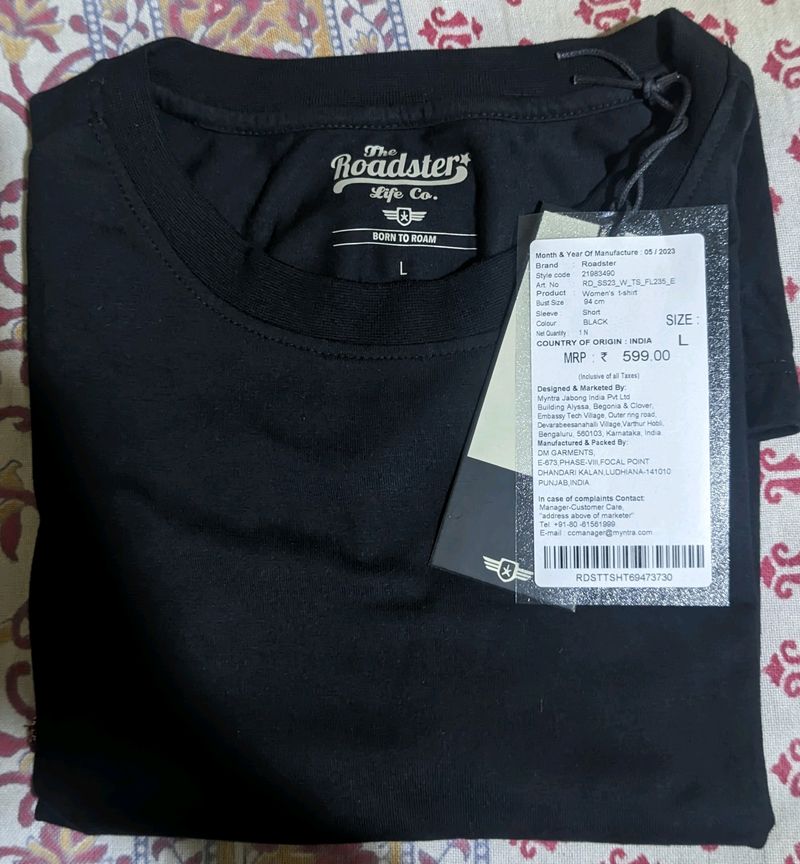 The
Roadster
Life Co.
BORN TO ROAM
L
Month & Year Of Manufacture : 05 / 2023
Brand : Roadster
Style code : 21983490
Art. No : RD_SS23_W_TS_FL235_E
Product : Women's t-shirt
Bust Size : 94 cm
Sleeve : Short
Colour : BLACK
Net Quantity : 1 N
SIZE :
L
COUNTRY OF ORIGIN : INDIA
MRP : ₹ 599.00
(Inclusive of all Taxes)
Designed & Marketed By:
Myntra Jabong India Pvt Ltd
Building Alyssa, Begonia & Clover,
Embassy Tech Village, Outer ring road,
Devarabeesanahalli Village,Varthur Hobli,
Bengaluru, 560103, Karnataka, India.
Manufactured & Packed By:
DM GARMENTS,
E-673,PHASE-VIII,FOCAL POINT
DHANDARI KALAN,LUDHIANA-141010
PUNJAB,INDIA
In case of complaints Contact:
Manager-Customer Care,
"address above of marketer"
Tel. +91-80 -61561999
E-mail : ccmanager@myntra.com
RDSTTSHT69473730